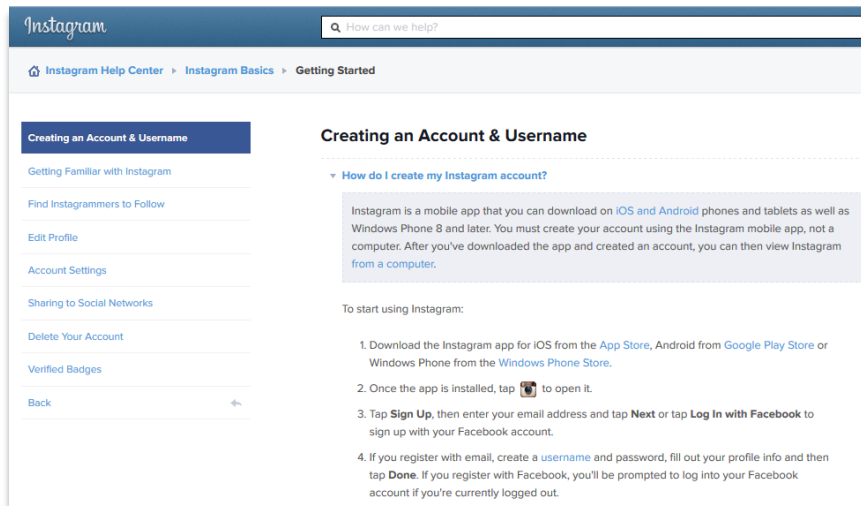 Instagram
How can we help?
Instagram Help Center
Instagram Basics
Getting Started
Creating an Account & Username
Getting Familiar with Instagram
Find Instagrammers to Follow
Edit Profile
Account Settings
Sharing to Social Networks
Delete Your Account
Verified Badges
Back
Creating an Account & Username
How do I create my Instagram account?
Instagram is a mobile app that you can download on iOS and Android phones and tablets as well as
Windows Phone 8 and later. You must create your account using the Instagram mobile app, not a
computer. After you've downloaded the app and created an account, you can then view Instagram
from a computer.
To start using Instagram:
1. Download the Instagram app for iOS from the App Store, Android from Google Play Store or
Windows Phone from the Windows Phone Store.
2. Once the app is installed, tap to open it.
3. Tap Sign Up, then enter your email address and tap Next or tap Log In with Facebook to
sign up with your Facebook account.
4. If you register with email, create a username and password, fill out your profile info and then
tap Done. If you register with Facebook, you'll be prompted to log into your Facebook
account if you're currently logged out.